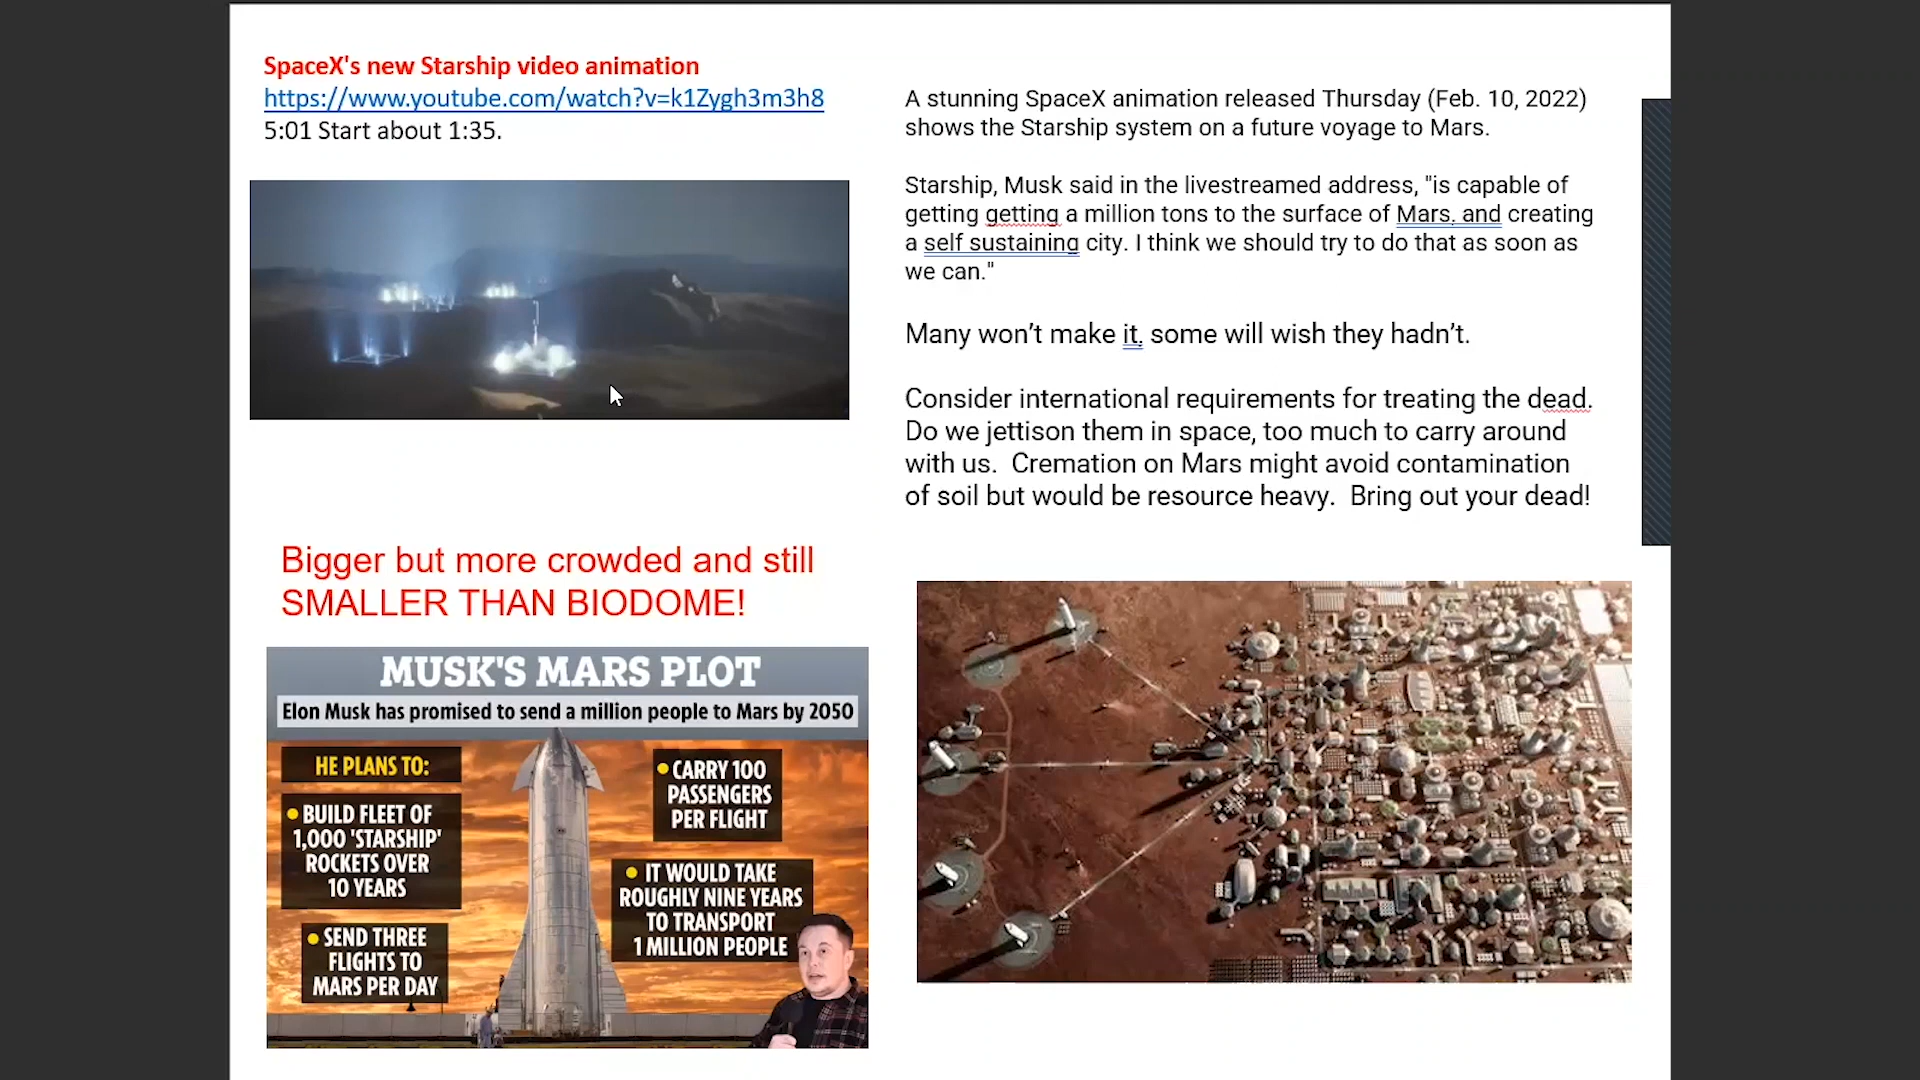 SpaceX's new Starship video animation
https://www.youtube.com/watch?v=k1Zygh3m3h8
5:01 Start about 1:35.
A stunning SpaceX animation released Thursday (Feb. 10, 2022)
shows the Starship system on a future voyage to Mars.
Starship, Musk said in the livestreamed address, "is capable of
getting getting a million tons to the surface of Mars. and creating
a self sustaining city. I think we should try to do that as soon as
we can."
Many won’t make it, some will wish they hadn’t.
Consider international requirements for treating the dead.
Do we jettison them in space, too much to carry around
with us.  Cremation on Mars might avoid contamination
of soil but would be resource heavy.  Bring out your dead!
Bigger but more crowded and still
SMALLER THAN BIODOME!
MUSK'S MARS PLOT
Elon Musk has promised to send a million people to Mars by 2050
HE PLANS TO:
BUILD FLEET OF
1,000 'STARSHIP'
ROCKETS OVER
10 YEARS
SEND THREE
FLIGHTS TO
MARS PER DAY
CARRY 100
PASSENGERS
PER FLIGHT
IT WOULD TAKE
ROUGHLY NINE YEARS
TO TRANSPORT
1 MILLION PEOPLE